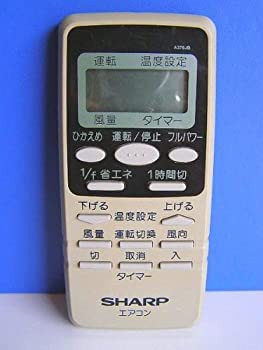 A375JB
運転 温度設定
風量 タイマー
ひかえめ 運転/停止 フルパワー
1/f 省エネ 1時間切
下げる 上げる
温度設定
風量 運転切換 風向
切 取消 入
タイマー
SHARP
エアコン